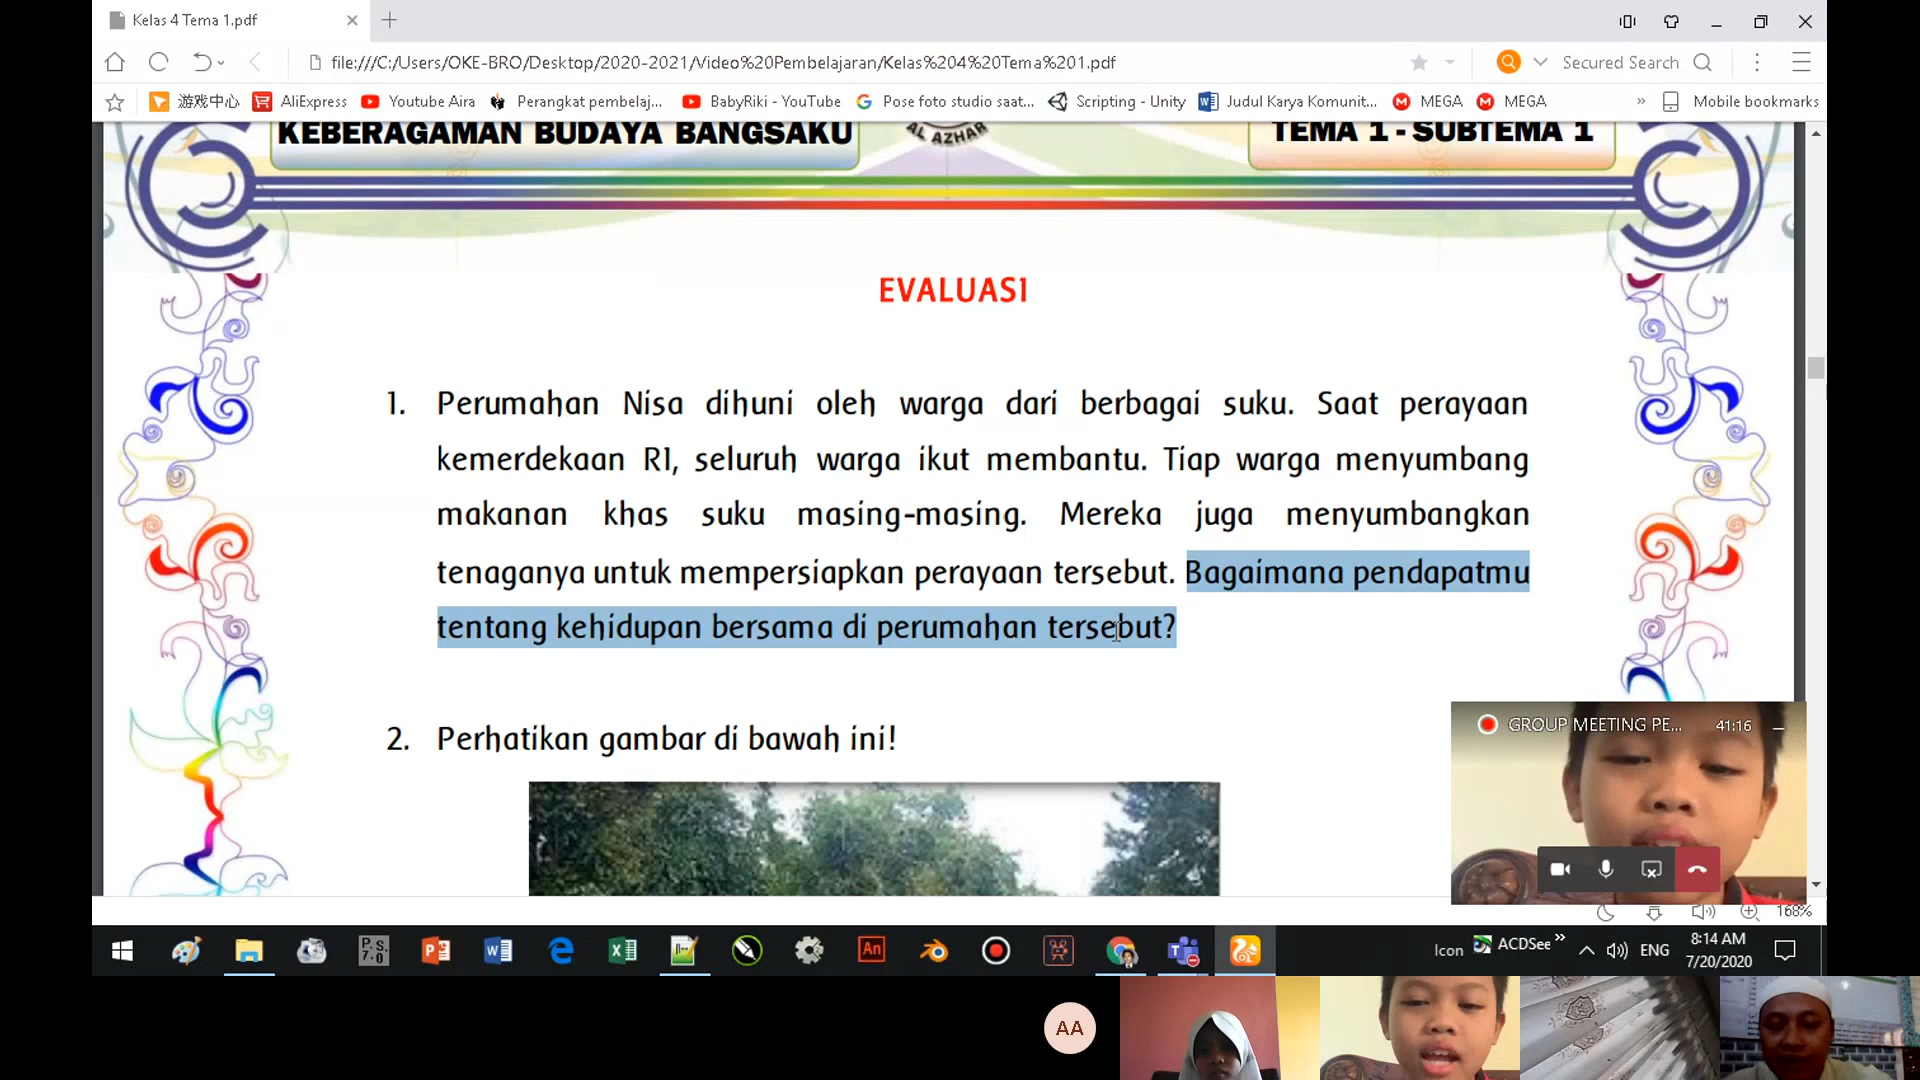 Kelas 4 Tema 1.pdf
file:///C:/Users/OKE-BRO/Desktop/2020-2021/Video%20Pembelajaran/Kelas%204%20Tema%201.pdf
Secured Search
游戏中心 AliExpress Youtube Aira Perangkat pembelaj... BabyRiki - YouTube Pose foto studio saat... Scripting - Unity Judul Karya Komunit... MEGA MEGA » Mobile bookmarks
KEBERAGAMAN BUDAYA BANGSAKU
AL AZHAR
TEMA 1 - SUBTEMA 1
EVALUASI
1. Perumahan Nisa dihuni oleh warga dari berbagai suku. Saat perayaan
kemerdekaan RI, seluruh warga ikut membantu. Tiap warga menyumbang
makanan khas suku masing-masing. Mereka juga menyumbangkan
tenaganya untuk mempersiapkan perayaan tersebut. Bagaimana pendapatmu
tentang kehidupan bersama di perumahan tersebut?
2. Perhatikan gambar di bawah ini!
GROUP MEETING PE... 41:16
168%
Icon ACDSee » ENG
8:14 AM
7/20/2020
AA